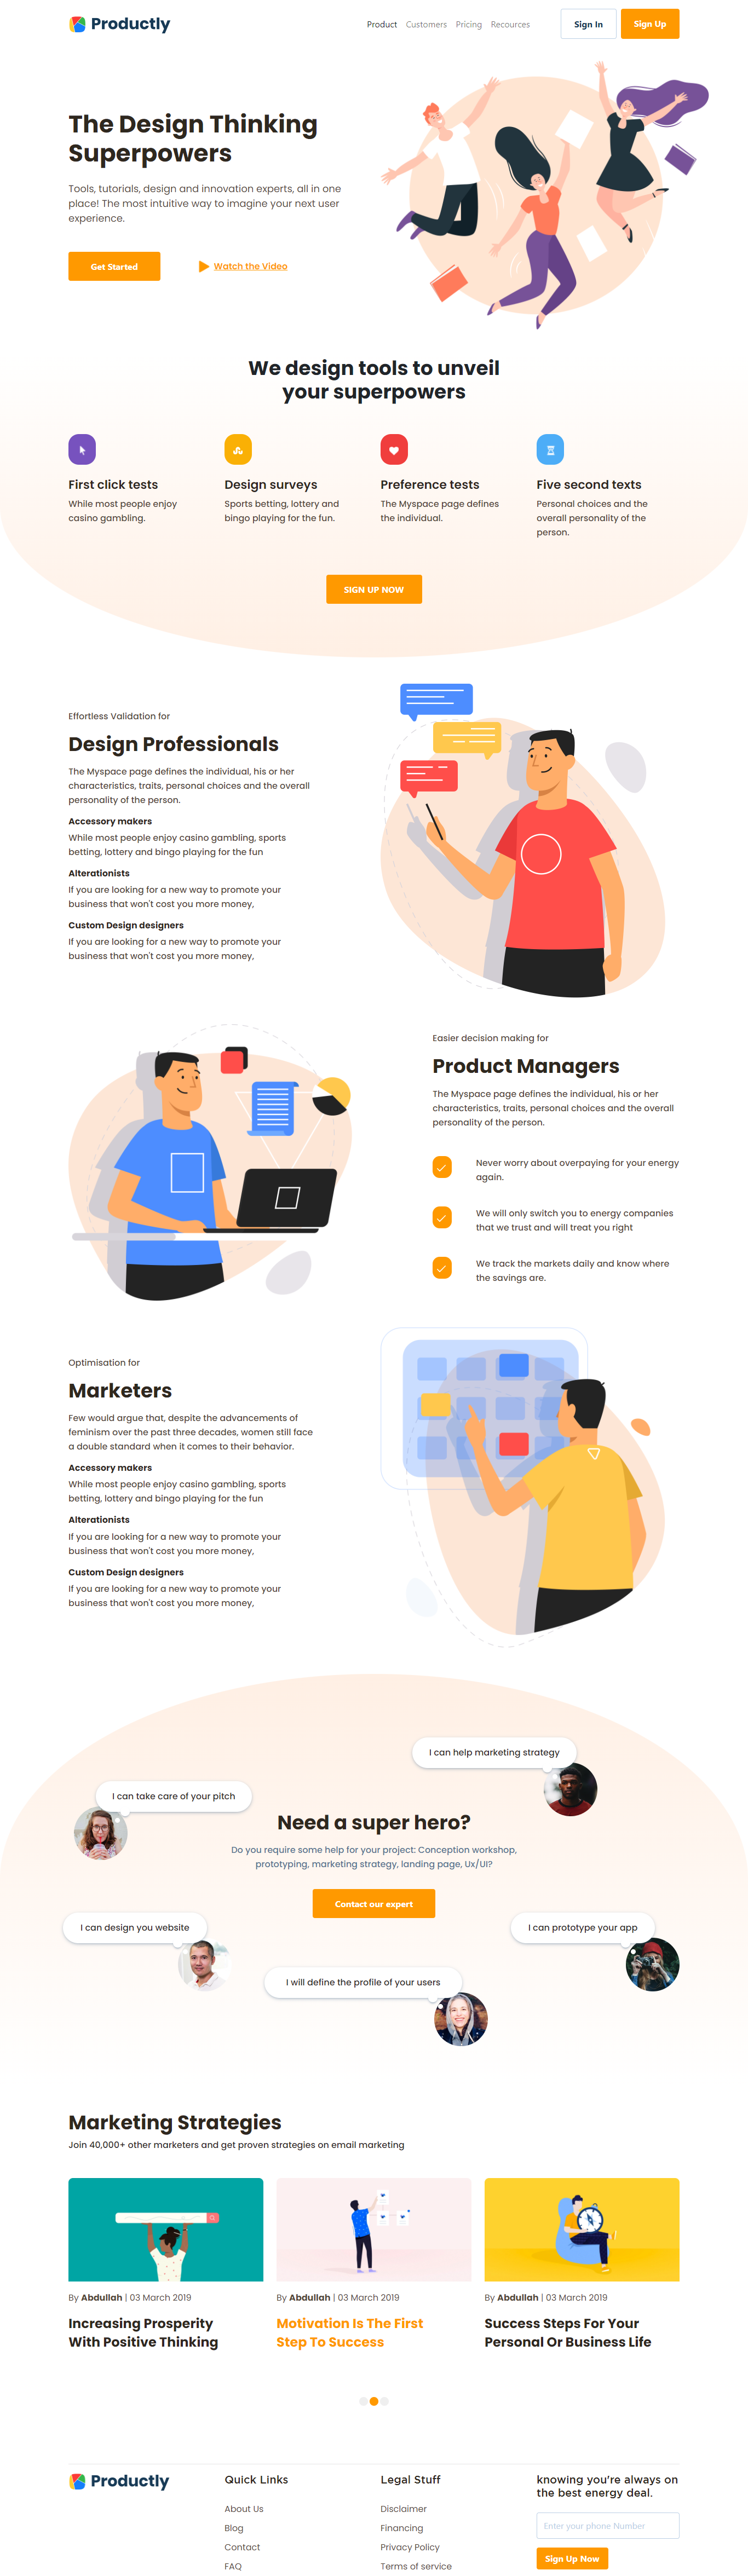 Productly
Product Customers Pricing Recources
Sign In
Sign Up
The Design Thinking
Superpowers
Tools, tutorials, design and innovation experts, all in one
place! The most intuitive way to imagine your next user
experience.
Get Started
Watch the Video
We design tools to unveil
your superpowers
First click tests
While most people enjoy
casino gambling.
Design surveys
Sports betting, lottery and
bingo playing for the fun.
Preference tests
The Myspace page defines
the individual.
Five second texts
Personal choices and the
overall personality of the
person.
SIGN UP NOW
Effortless Validation for
Design Professionals
The Myspace page defines the individual, his or her
characteristics, traits, personal choices and the overall
personality of the person.
Accessory makers
While most people enjoy casino gambling, sports
betting, lottery and bingo playing for the fun
Alterationists
If you are looking for a new way to promote your
business that won't cost you more money,
Custom Design designers
If you are looking for a new way to promote your
business that won't cost you more money,
Easier decision making for
Product Managers
The Myspace page defines the individual, his or her
characteristics, traits, personal choices and the overall
personality of the person.
Never worry about overpaying for your energy
again.
We will only switch you to energy companies
that we trust and will treat you right
We track the markets daily and know where
the savings are.
Optimisation for
Marketers
Few would argue that, despite the advancements of
feminism over the past three decades, women still face
a double standard when it comes to their behavior.
Accessory makers
While most people enjoy casino gambling, sports
betting, lottery and bingo playing for the fun
Alterationists
If you are looking for a new way to promote your
business that won't cost you more money,
Custom Design designers
If you are looking for a new way to promote your
business that won't cost you more money,
I can help marketing strategy
I can take care of your pitch
Need a super hero?
Do you require some help for your project: Conception workshop,
prototyping, marketing strategy, landing page, Ux/UI?
Contact our expert
I can design you website
I can prototype your app
I will define the profile of your users
Marketing Strategies
Join 40,000+ other marketers and get proven strategies on email marketing
By Abdullah | 03 March 2019
Increasing Prosperity
With Positive Thinking
By Abdullah | 03 March 2019
Motivation Is The First
Step To Success
By Abdullah | 03 March 2019
Success Steps For Your
Personal Or Business Life
Productly
Quick Links
About Us
Blog
Contact
FAQ
Legal Stuff
Disclaimer
Financing
Privacy Policy
Terms of service
knowing you're always on
the best energy deal.
Enter your phone Number
Sign Up Now